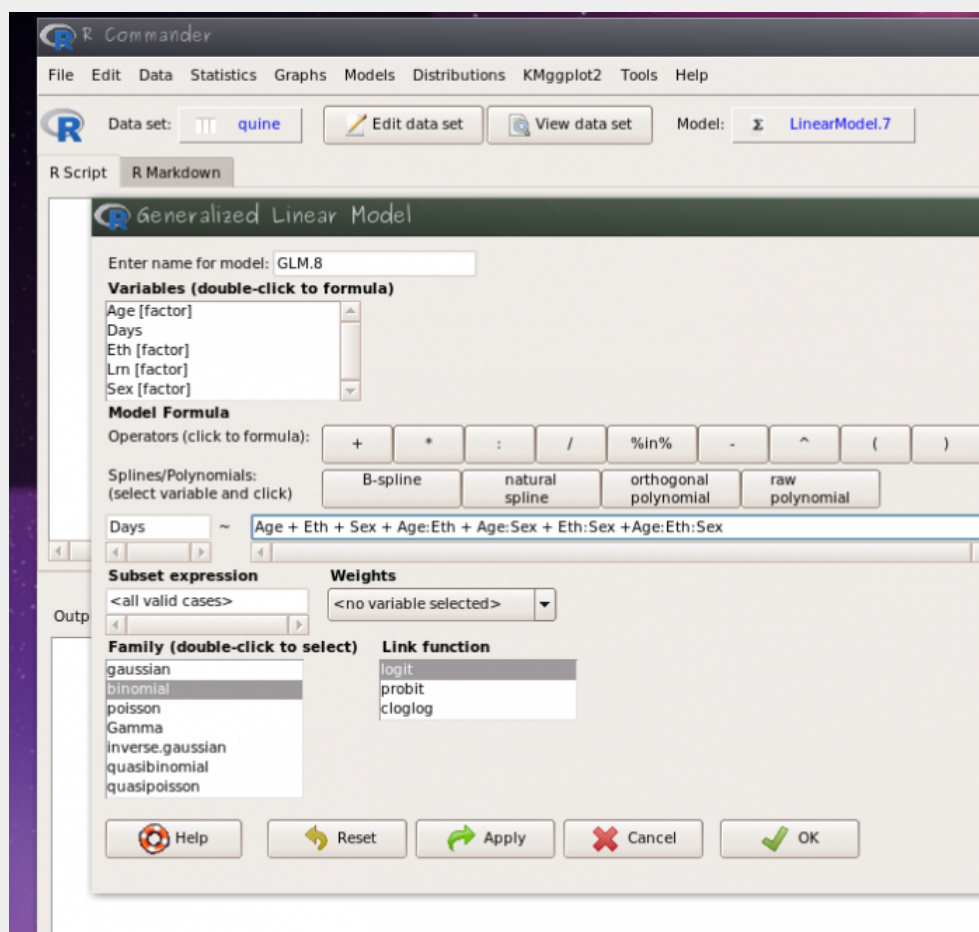 R Commander
File Edit Data Statistics Graphs Models Distributions KMggplot2 Tools Help
R Data set: quine Edit data set View data set Model: Σ LinearModel.7
R Script R Markdown
Generalized Linear Model
Enter name for model: GLM.8
Variables (double-click to formula)
Age [factor]
Days
Eth [factor]
Lrn [factor]
Sex [factor]
Model Formula
Operators (click to formula): + * : / %in% - ^ ( )
Splines/Polynomials:
(select variable and click)
B-spline
natural
spline
orthogonal
polynomial
raw
polynomial
Days ~ Age + Eth + Sex + Age:Eth + Age:Sex + Eth:Sex +Age:Eth:Sex
Subset expression Weights
<all valid cases> <no variable selected>
Outp
Family (double-click to select) Link function
gaussian logit
binomial probit
poisson cloglog
Gamma
inverse.gaussian
quasibinomial
quasipoisson
Help Reset Apply Cancel OK